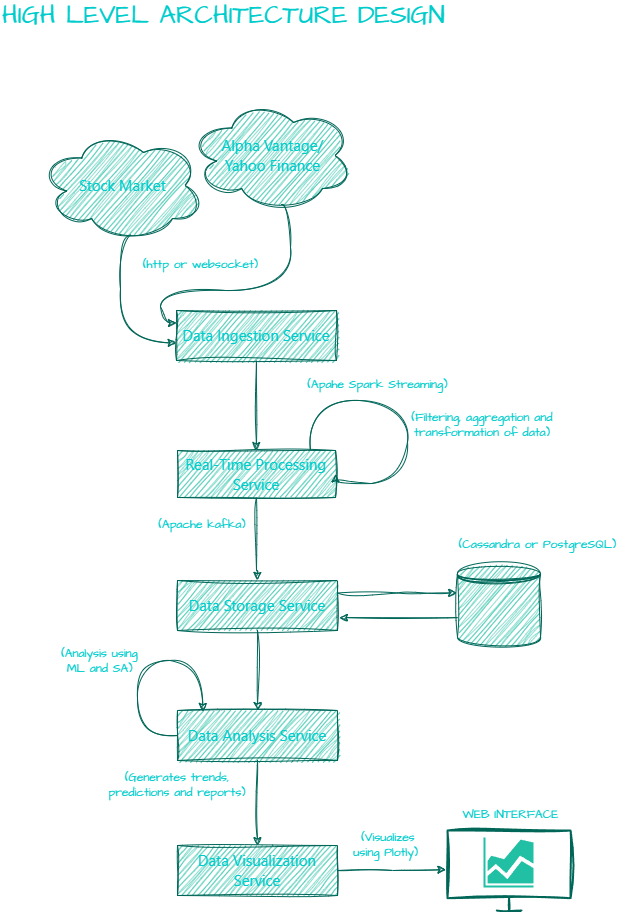 HIGH LEVEL ARCHITECTURE DESIGN
Alpha Vantage/
Yahoo Finance
Stock Market
(http or websocket)
Data Ingestion Service
(Apahe Spark Streaming)
(Filtering, aggregation and
transformation of data)
Real-Time Processing
Service
(Apache kafka)
(Cassandra or PostgreSQL)
Data Storage Service
(Analysis using
ML and SA)
Data Analysis Service
(Generates trends,
predictions and reports)
WEB INTERFACE
(Visualizes
using Plotly)
Data Visualization
Service